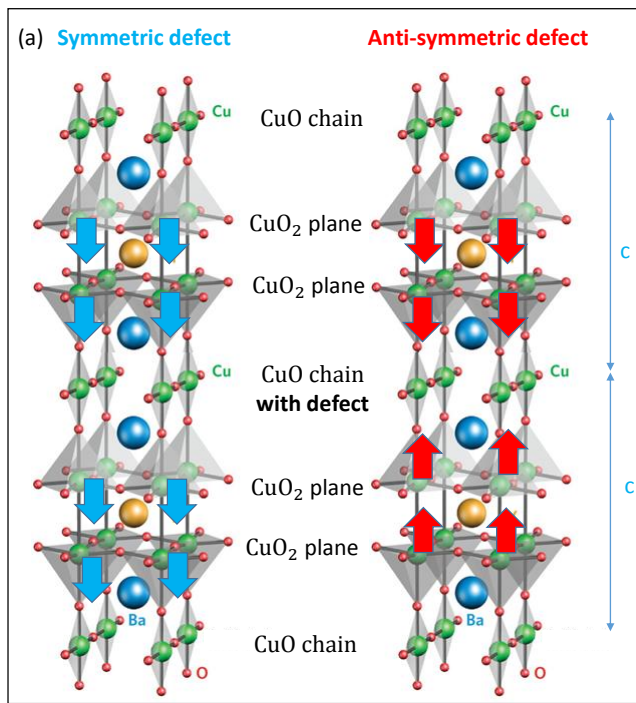 (a) Symmetric defect Anti-symmetric defect
Cu CuO chain Cu
CuO₂ plane
CuO₂ plane
C
Cu CuO chain Cu
with defect
CuO₂ plane
C
CuO₂ plane
Ba Ba
CuO chain
O O